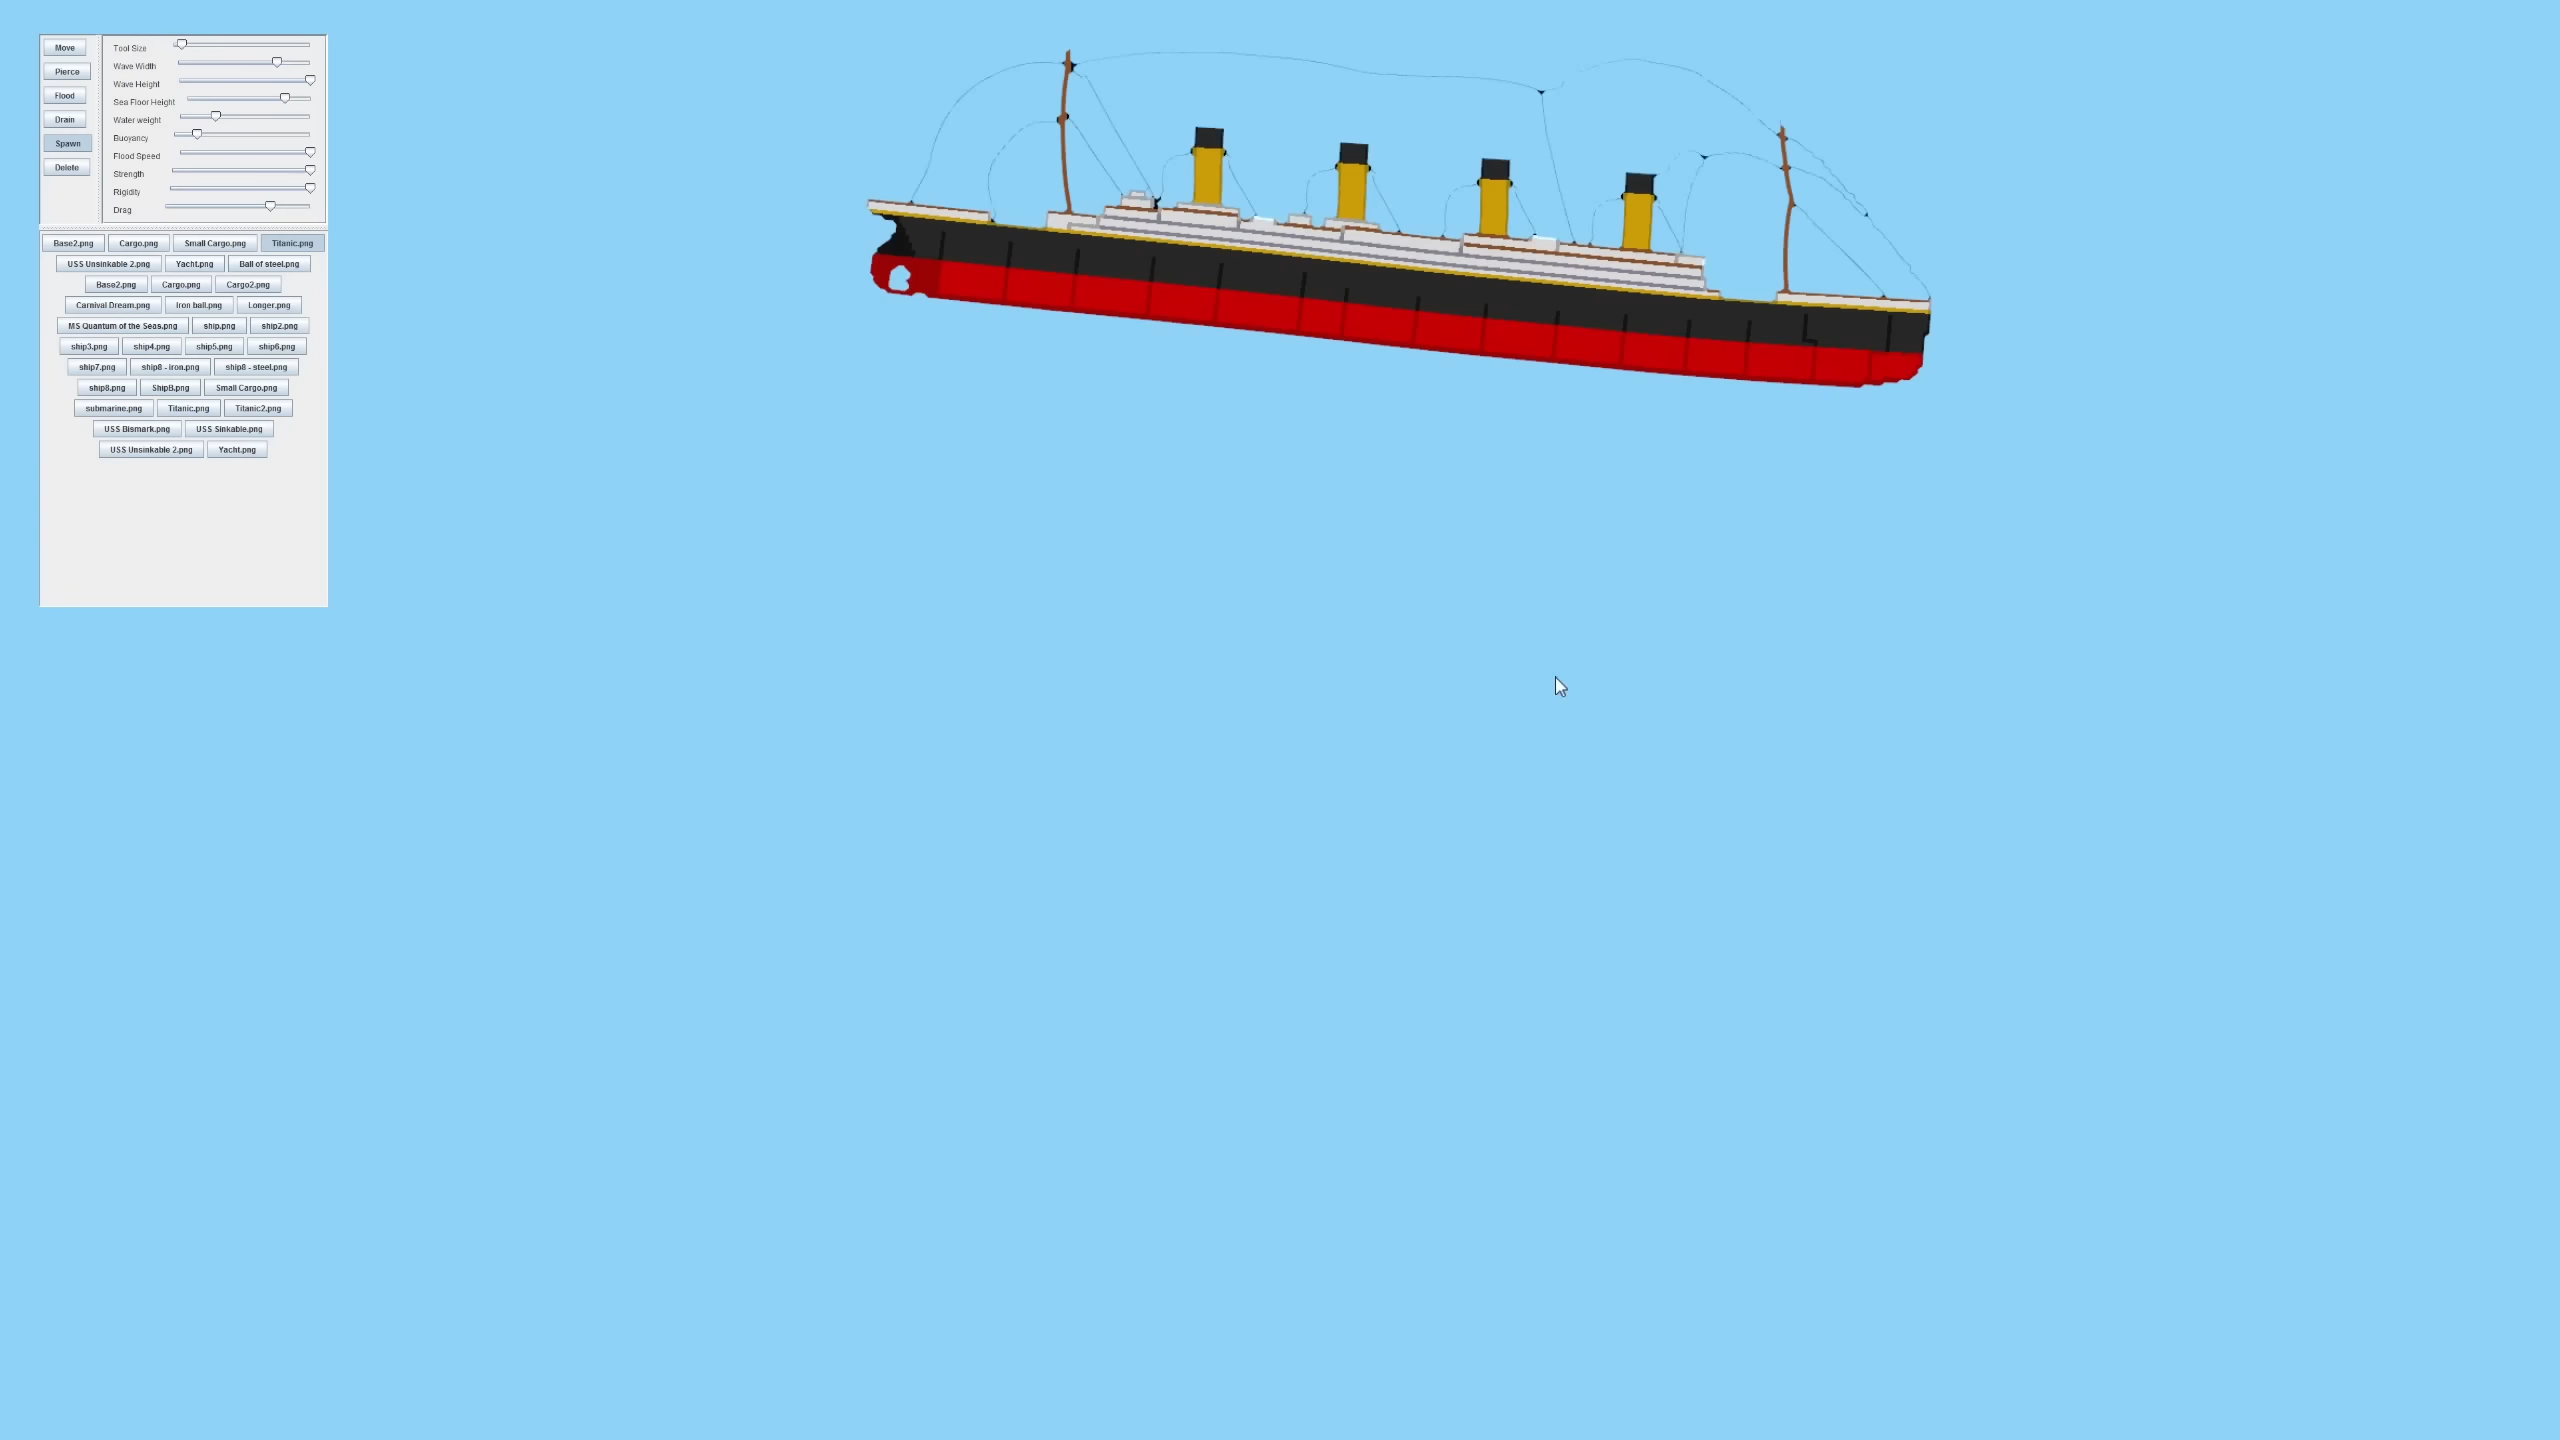 Move
Pierce
Flood
Drain
Spawn
Delete
Tool Size
Wave Width
Wave Height
Sea Floor Height
Water weight
Buoyancy
Flood Speed
Strength
Rigidity
Drag
Base2.png Cargo.png Small Cargo.png Titanic.png
USS Unsinkable 2.png Yacht.png Ball of steel.png
Base2.png Cargo.png Cargo2.png
Carnival Dream.png Iron ball.png Longer.png
MS Quantum of the Seas.png ship.png ship2.png
ship3.png ship4.png ship5.png ship6.png
ship7.png ship8 - iron.png ship8 - steel.png
ship8.png ShipB.png Small Cargo.png
submarine.png Titanic.png Titanic2.png
USS Bismark.png USS Sinkable.png
USS Unsinkable 2.png Yacht.png